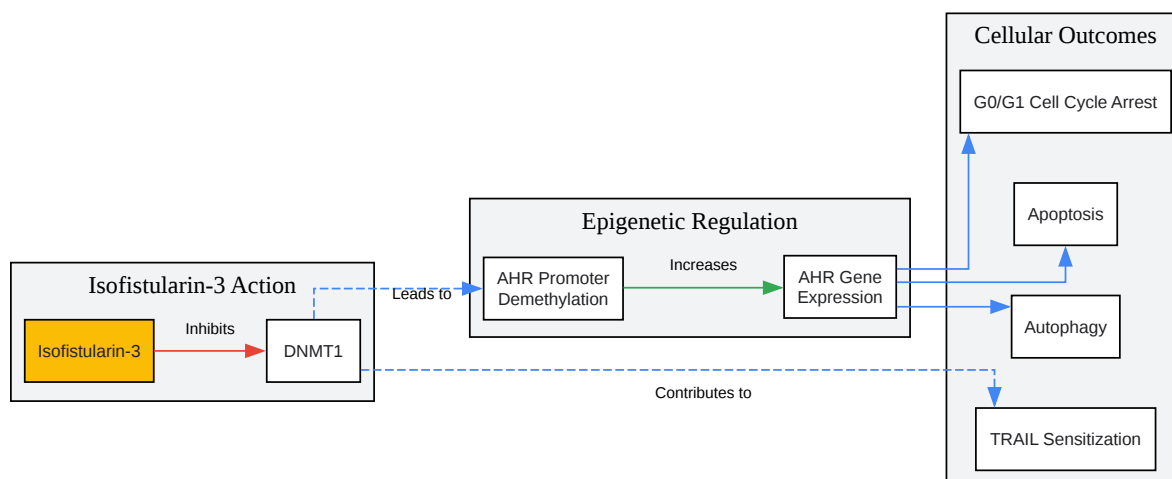 Isofistularin-3 Action
Isofistularin-3
Inhibits
DNMT1
Leads to
Epigenetic Regulation
AHR Promoter
Demethylation
Increases
AHR Gene
Expression
Contributes to
Cellular Outcomes
G0/G1 Cell Cycle Arrest
Apoptosis
Autophagy
TRAIL Sensitization